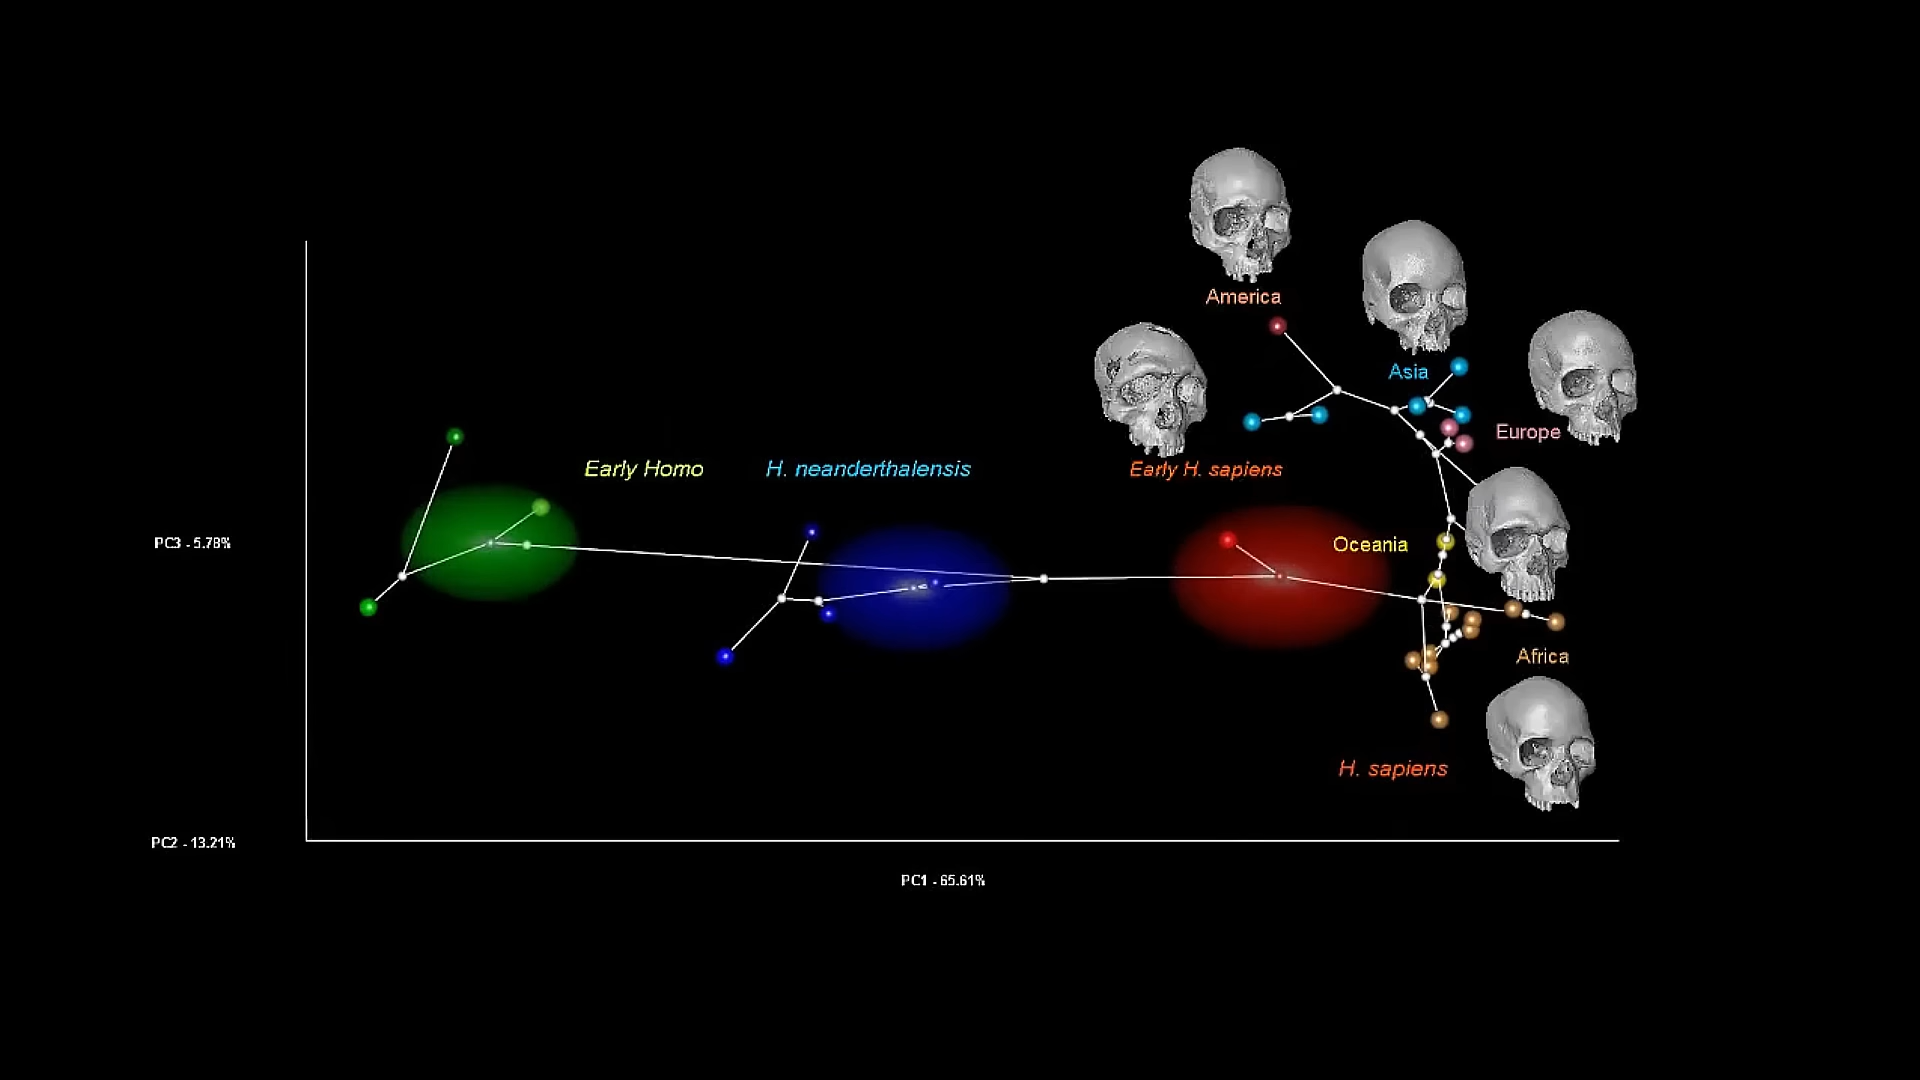 America
Asia
Europe
Early Homo
H. neanderthalensis
Early H. sapiens
PC3 - 5.78%
Oceania
Africa
H. sapiens
PC2 - 13.21%
PC1 - 65.61%